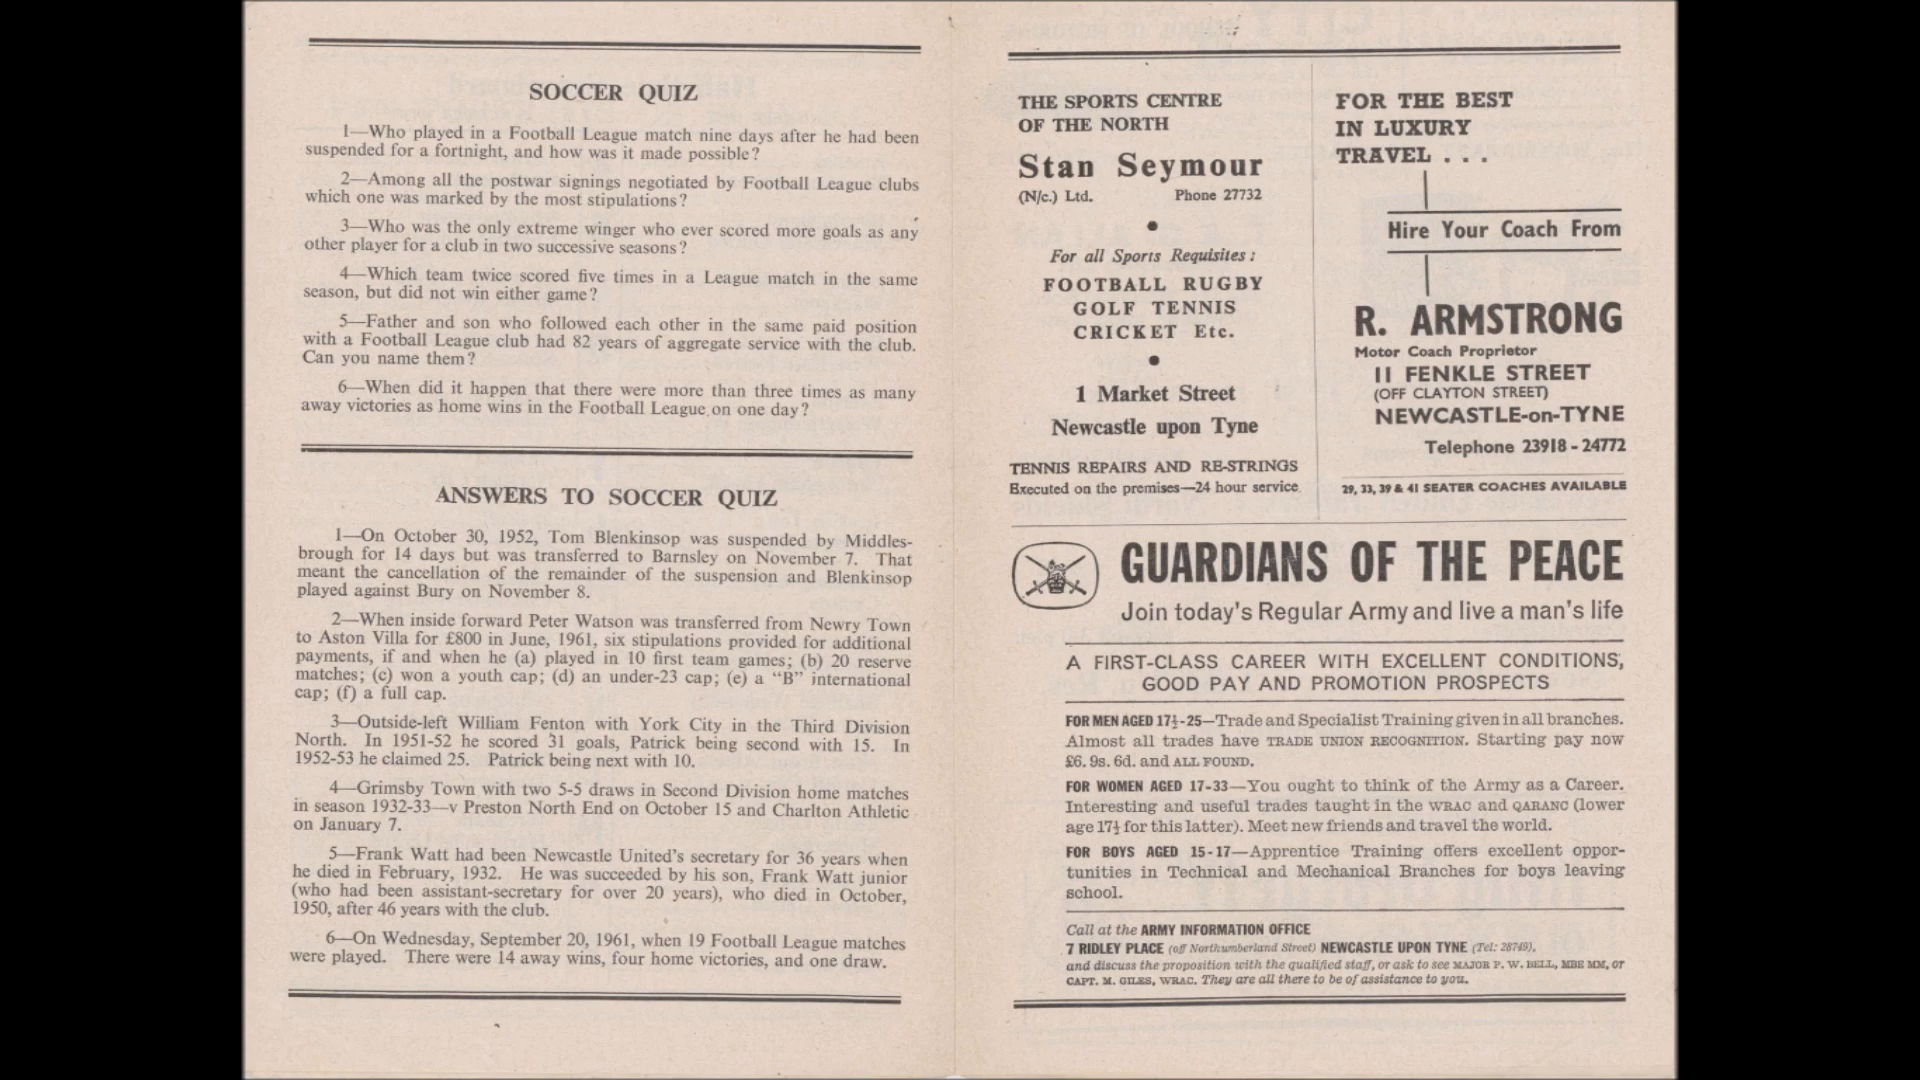 SOCCER QUIZ
1—Who played in a Football League match nine days after he had been
suspended for a fortnight, and how was it made possible?
2—Among all the postwar signings negotiated by Football League clubs
which one was marked by the most stipulations?
3—Who was the only extreme winger who ever scored more goals as any
other player for a club in two successive seasons?
4—Which team twice scored five times in a League match in the same
season, but did not win either game?
5—Father and son who followed each other in the same paid position
with a Football League club had 82 years of aggregate service with the club.
Can you name them?
6—When did it happen that there were more than three times as many
away victories as home wins in the Football League on one day?
ANSWERS TO SOCCER QUIZ
1—On October 30, 1952, Tom Blenkinsop was suspended by Middles-
brough for 14 days but was transferred to Barnsley on November 7. That
meant the cancellation of the remainder of the suspension and Blenkinsop
played against Bury on November 8.
2—When inside forward Peter Watson was transferred from Newry Town
to Aston Villa for £800 in June, 1961, six stipulations provided for additional
payments, if and when he (a) played in 10 first team games; (b) 20 reserve
matches; (c) won a youth cap; (d) an under-23 cap; (e) a "B" international
cap; (f) a full cap.
3—Outside-left William Fenton with York City in the Third Division
North. In 1951-52 he scored 31 goals, Patrick being second with 15. In
1952-53 he claimed 25. Patrick being next with 10.
4—Grimsby Town with two 5-5 draws in Second Division home matches
in season 1932-33—v Preston North End on October 15 and Charlton Athletic
on January 7.
5—Frank Watt had been Newcastle United's secretary for 36 years when
he died in February, 1932. He was succeeded by his son, Frank Watt junior
(who had been assistant-secretary for over 20 years), who died in October,
1950, after 46 years with the club.
6—On Wednesday, September 20, 1961, when 19 Football League matches
were played. There were 14 away wins, four home victories, and one draw.
THE SPORTS CENTRE
OF THE NORTH
Stan Seymour
(N/c.) Ltd. Phone 27732
For all Sports Requisites:
FOOTBALL RUGBY
GOLF TENNIS
CRICKET Etc.
1 Market Street
Newcastle upon Tyne
TENNIS REPAIRS AND RE-STRINGS
Executed on the premises—24 hour service.
FOR THE BEST
IN LUXURY
TRAVEL . . .
Hire Your Coach From
R. ARMSTRONG
Motor Coach Proprietor
11 FENKLE STREET
(OFF CLAYTON STREET)
NEWCASTLE-on-TYNE
Telephone 23918 - 24772
29, 33, 39 & 41 SEATER COACHES AVAILABLE
GUARDIANS OF THE PEACE
Join today's Regular Army and live a man's life
A FIRST-CLASS CAREER WITH EXCELLENT CONDITIONS,
GOOD PAY AND PROMOTION PROSPECTS
FOR MEN AGED 17½-25—Trade and Specialist Training given in all branches.
Almost all trades have TRADE UNION RECOGNITION. Starting pay now
£6. 9s. 6d. and ALL FOUND.
FOR WOMEN AGED 17-33—You ought to think of the Army as a Career.
Interesting and useful trades taught in the WRAC and QARANC (lower
age 17½ for this latter). Meet new friends and travel the world.
FOR BOYS AGED 15-17—Apprentice Training offers excellent oppor-
tunities in Technical and Mechanical Branches for boys leaving
school.
Call at the ARMY INFORMATION OFFICE
7 RIDLEY PLACE (off Northumberland Street) NEWCASTLE UPON TYNE (Tel: 28749),
and discuss the proposition with the qualified staff, or ask to see MAJOR P. W. BELL, MBE MM, or
CAPT. M. GILES, WRAC. They are all there to be of assistance to you.